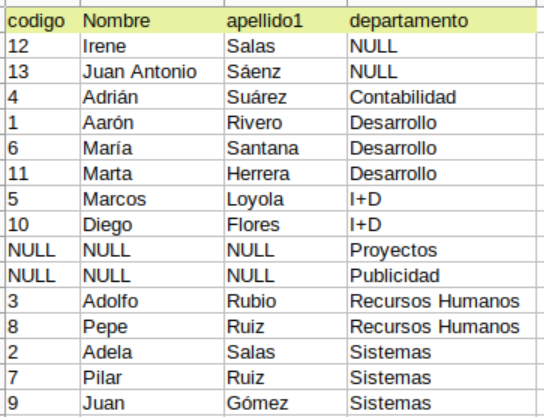 codigo Nombre apellido1 departamento
12 Irene Salas NULL
13 Juan Antonio Sáenz NULL
4 Adrián Suárez Contabilidad
1 Aarón Rivero Desarrollo
6 María Santana Desarrollo
11 Marta Herrera Desarrollo
5 Marcos Loyola I+D
10 Diego Flores I+D
NULL NULL NULL Proyectos
NULL NULL NULL Publicidad
3 Adolfo Rubio Recursos Humanos
8 Pepe Ruiz Recursos Humanos
2 Adela Salas Sistemas
7 Pilar Ruiz Sistemas
9 Juan Gómez Sistemas